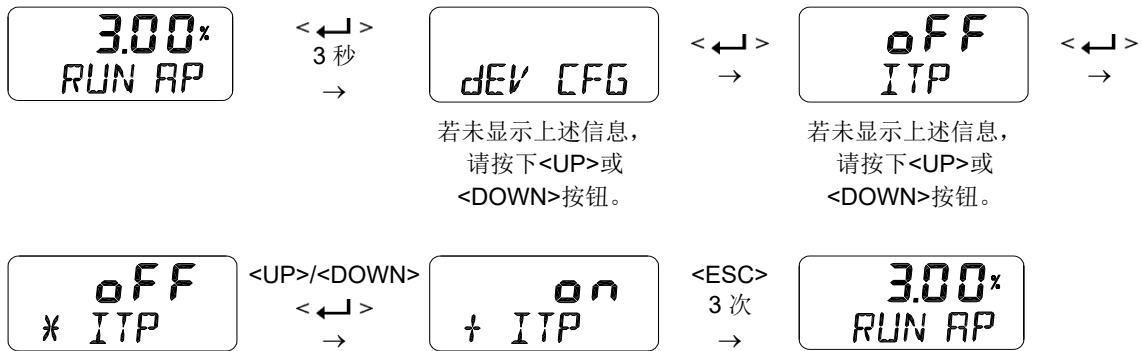 3.00%
RUN AP
< ↵ >
3 秒
→
dEV CFG
若未显示上述信息，
请按下<UP>或
<DOWN>按钮。
< ↵ >
→
oFF
ITP
若未显示上述信息，
请按下<UP>或
<DOWN>按钮。
< ↵ >
→
oFF
* ITP
<UP>/<DOWN>
< ↵ >
→
on
+ ITP
<ESC>
3 次
→
3.00%
RUN AP